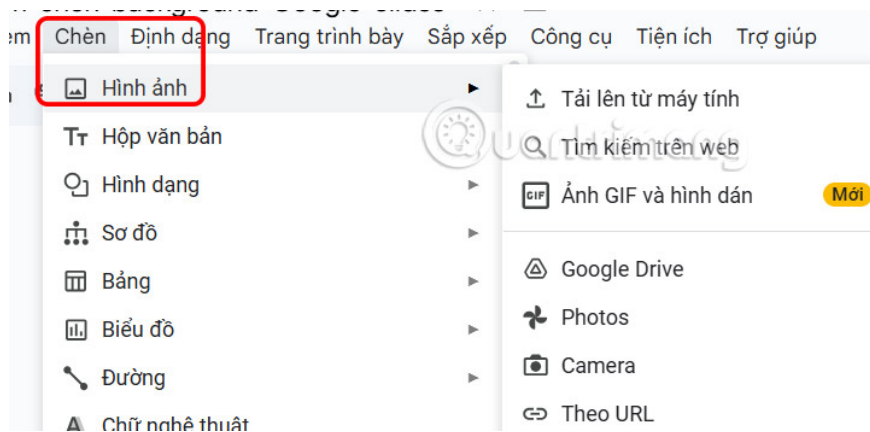 Chèn Định dạng Trang trình bày Sắp xếp Công cụ Tiện ích Trợ giúp
Hình ảnh
Hộp văn bản
Hình dạng
Sơ đồ
Bảng
Biểu đồ
Đường
Chữ nghệ thuật
Tải lên từ máy tính
Tìm kiếm trên web
GIF Ảnh GIF và hình dán Mới
Google Drive
Photos
Camera
Theo URL
Quantrimang